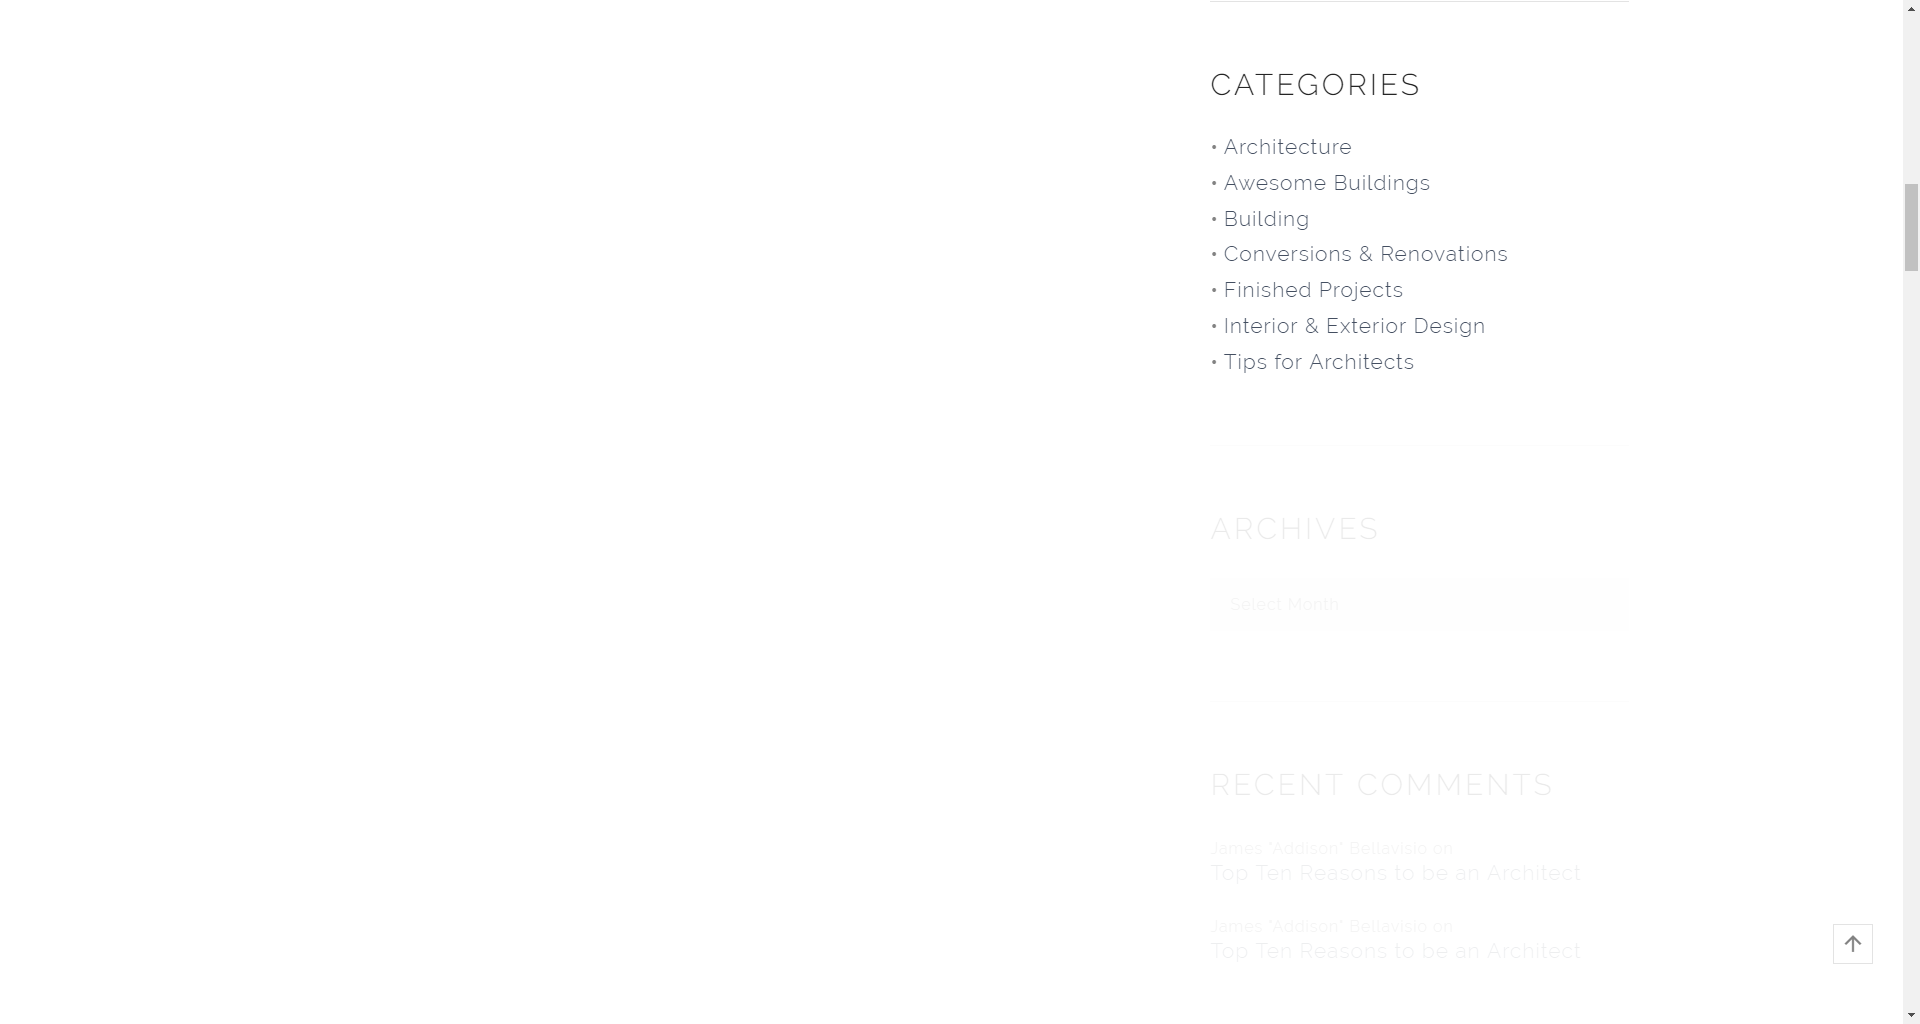 CATEGORIES
• Architecture
• Awesome Buildings
• Building
• Conversions & Renovations
• Finished Projects
• Interior & Exterior Design
• Tips for Architects
ARCHIVES
Select Month
RECENT COMMENTS
James "Addison" Bellavisio on
Top Ten Reasons to be an Architect
James "Addison" Bellavisio on
Top Ten Reasons to be an Architect